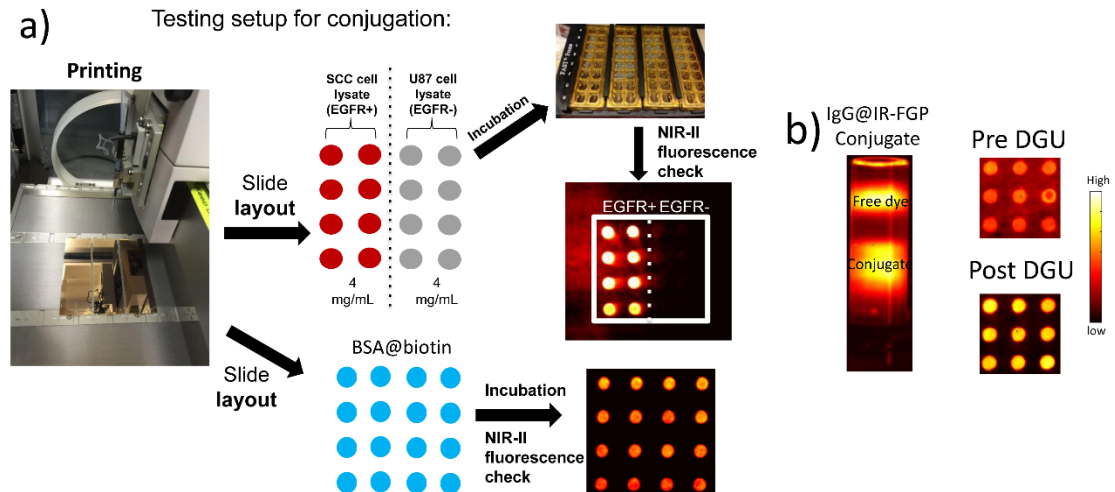 a)
Testing setup for conjugation:
Printing
Slide
layout
SCC cell
lysate
(EGFR+)
U87 cell
lysate
(EGFR-)
4
mg/mL
4
mg/mL
Incubation
NIR-II
fluorescence
check
EGFR+
EGFR-
Slide
layout
BSA@biotin
Incubation
NIR-II
fluorescence
check
b)
IgG@IR-FGP
Conjugate
Free dye
Conjugate
Pre DGU
Post DGU
High
low